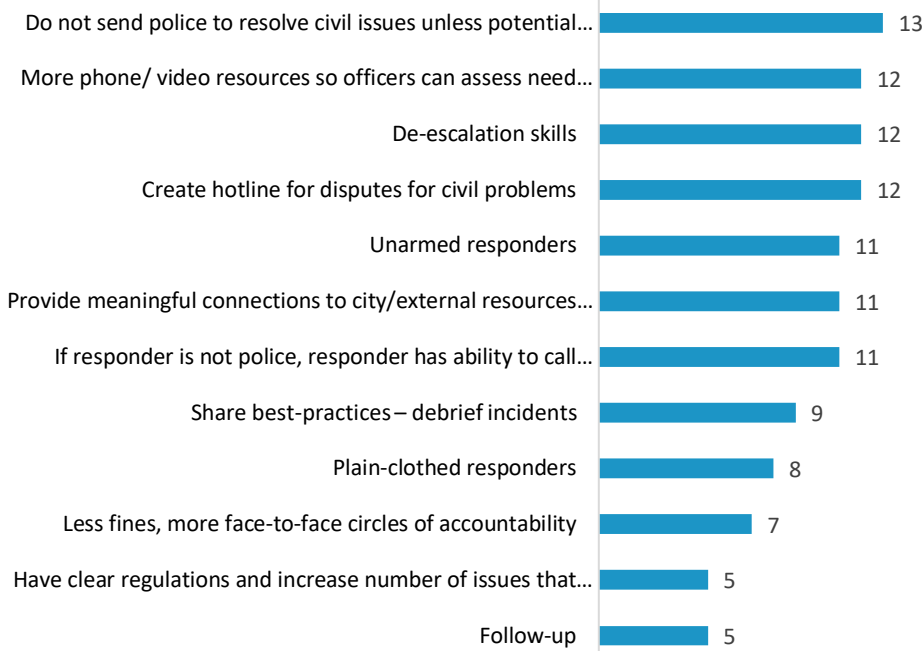 Do not send police to resolve civil issues unless potential... 13
More phone/ video resources so officers can assess need... 12
De-escalation skills 12
Create hotline for disputes for civil problems 12
Unarmed responders 11
Provide meaningful connections to city/external resources... 11
If responder is not police, responder has ability to call... 11
Share best-practices – debrief incidents 9
Plain-clothed responders 8
Less fines, more face-to-face circles of accountability 7
Have clear regulations and increase number of issues that... 5
Follow-up 5